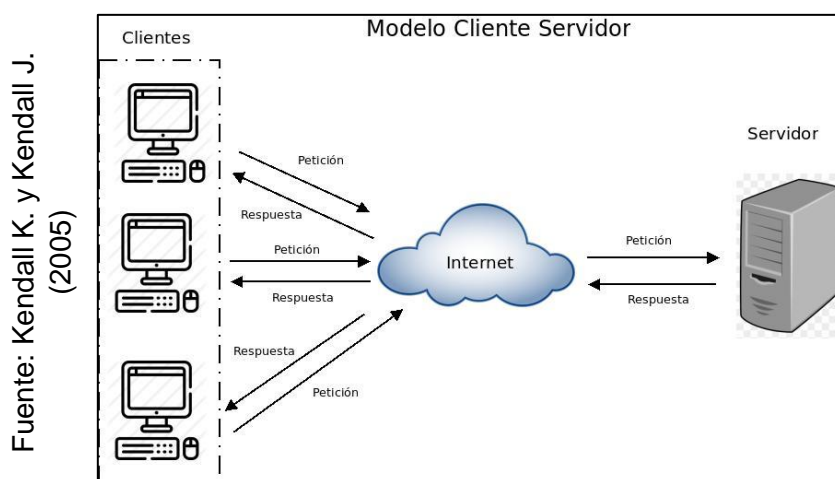 Fuente: Kendall K. y Kendall J.
(2005)
Modelo Cliente Servidor
Clientes
Servidor
Petición
Respuesta
Petición
Respuesta
Respuesta
Petición
Internet
Petición
Respuesta